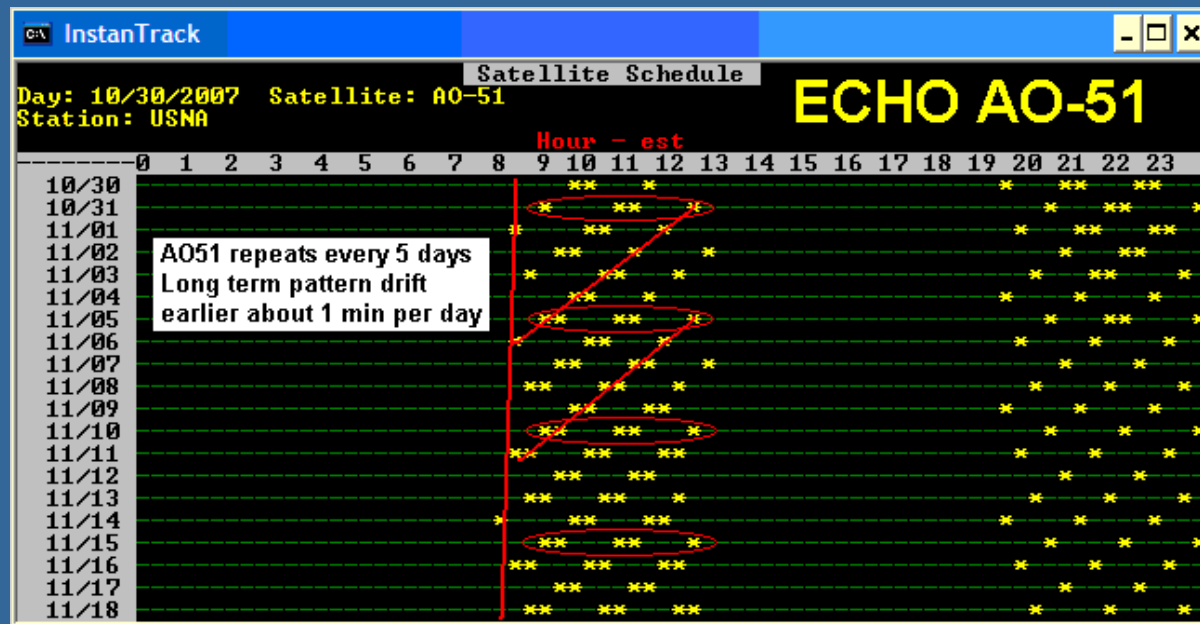 InstanTrack
Satellite Schedule
Day: 10/30/2007 Satellite: AO-51
Station: USNA
ECHO AO-51
Hour - est
0 1 2 3 4 5 6 7 8 9 10 11 12 13 14 15 16 17 18 19 20 21 22 23
10/30
10/31
11/01
11/02
11/03
11/04
11/05
11/06
11/07
11/08
11/09
11/10
11/11
11/12
11/13
11/14
11/15
11/16
11/17
11/18
AO51 repeats every 5 days
Long term pattern drift
earlier about 1 min per day